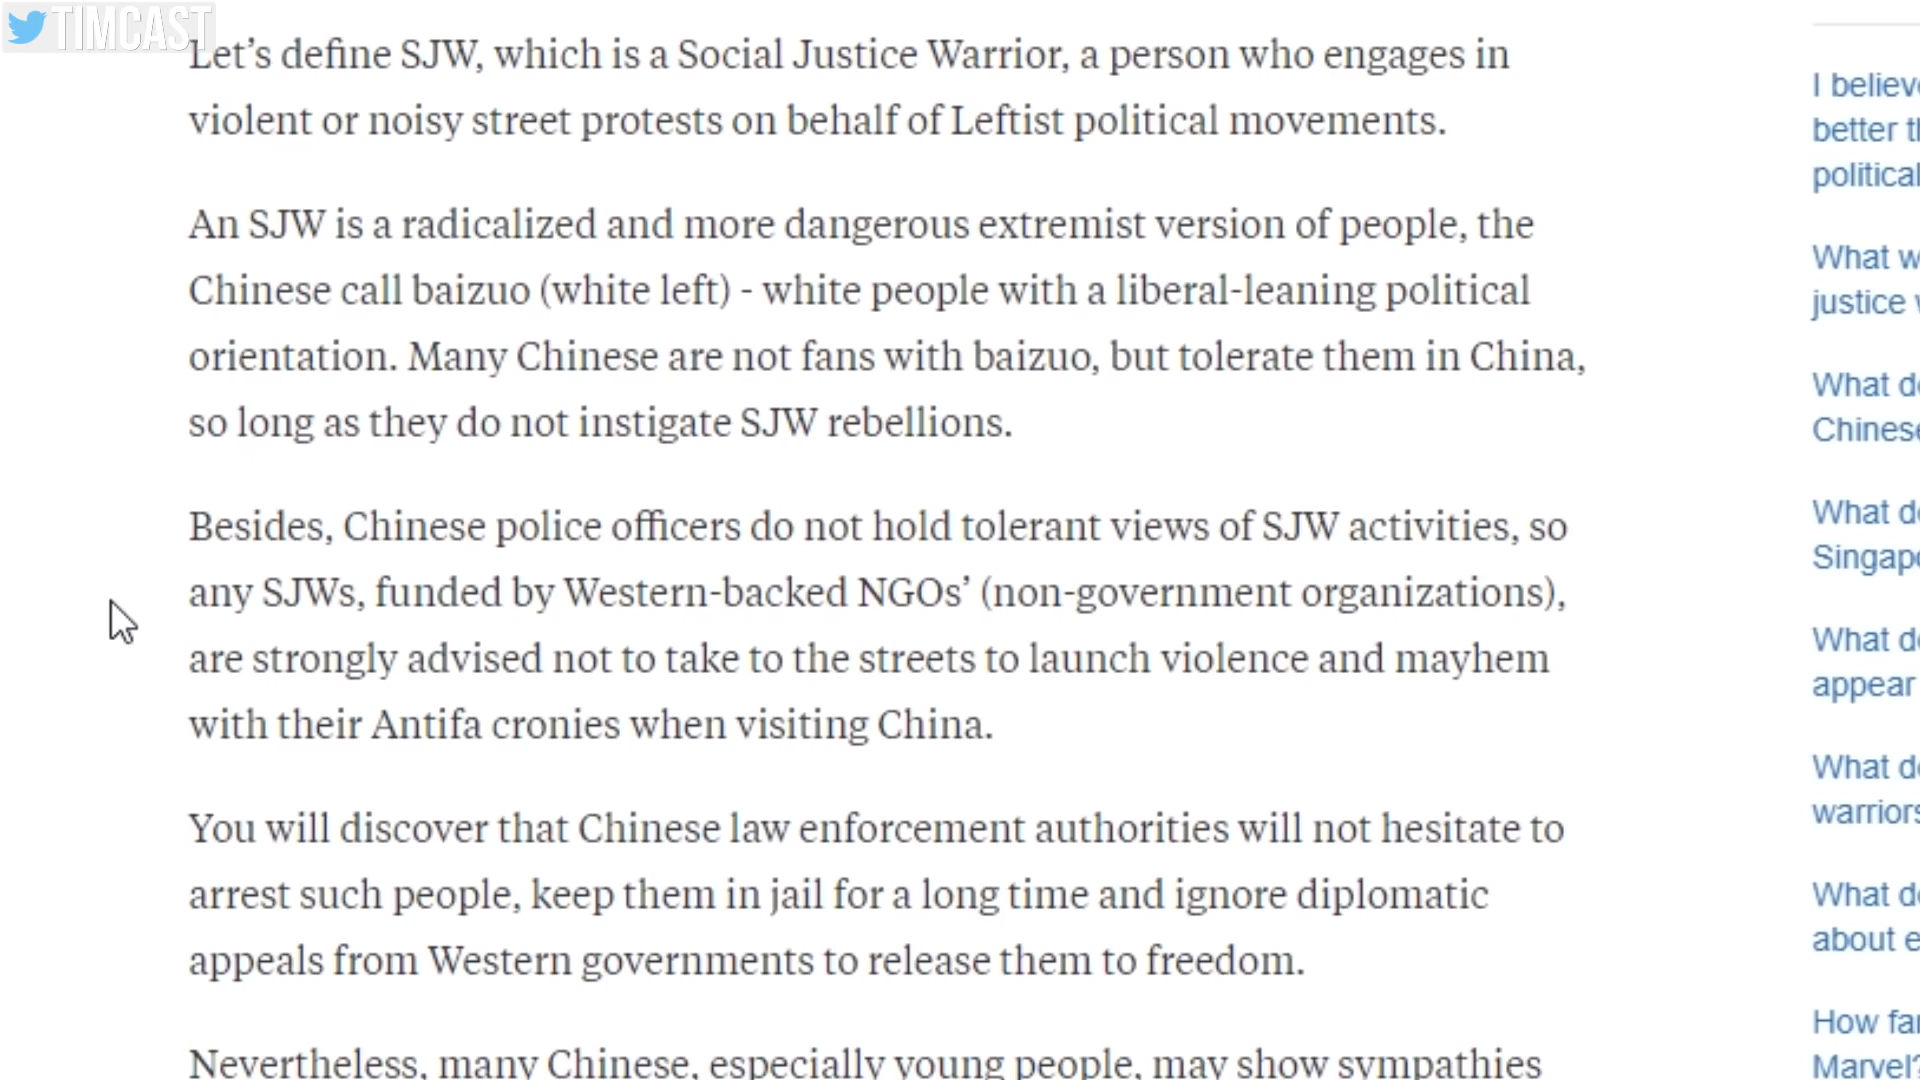 TIMCAST
Let’s define SJW, which is a Social Justice Warrior, a person who engages in
violent or noisy street protests on behalf of Leftist political movements.
An SJW is a radicalized and more dangerous extremist version of people, the
Chinese call baizuo (white left) - white people with a liberal-leaning political
orientation. Many Chinese are not fans with baizuo, but tolerate them in China,
so long as they do not instigate SJW rebellions.
Besides, Chinese police officers do not hold tolerant views of SJW activities, so
any SJWs, funded by Western-backed NGOs’ (non-government organizations),
are strongly advised not to take to the streets to launch violence and mayhem
with their Antifa cronies when visiting China.
You will discover that Chinese law enforcement authorities will not hesitate to
arrest such people, keep them in jail for a long time and ignore diplomatic
appeals from Western governments to release them to freedom.
Nevertheless, many Chinese, especially young people, may show sympathies
I
better
political
What
justice
What
Chinese
What
What
appear
What
warriors
What
about
How
Marvel?